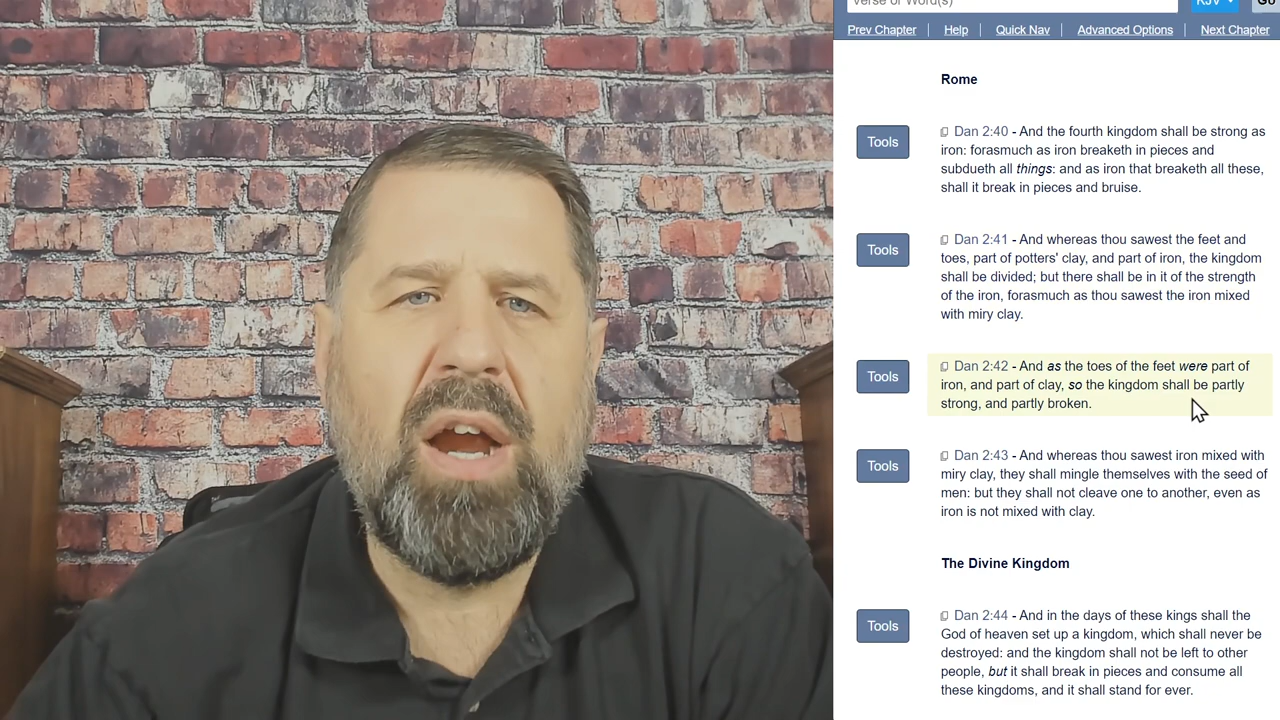 Verse or Word(s)
KJV
Go
Prev Chapter
Help
Quick Nav
Advanced Options
Next Chapter
Rome
Tools
Dan 2:40 - And the fourth kingdom shall be strong as
iron: forasmuch as iron breaketh in pieces and
subdueth all things: and as iron that breaketh all these,
shall it break in pieces and bruise.
Tools
Dan 2:41 - And whereas thou sawest the feet and
toes, part of potters' clay, and part of iron, the kingdom
shall be divided; but there shall be in it of the strength
of the iron, forasmuch as thou sawest the iron mixed
with miry clay.
Tools
Dan 2:42 - And as the toes of the feet were part of
iron, and part of clay, so the kingdom shall be partly
strong, and partly broken.
Tools
Dan 2:43 - And whereas thou sawest iron mixed with
miry clay, they shall mingle themselves with the seed of
men: but they shall not cleave one to another, even as
iron is not mixed with clay.
The Divine Kingdom
Tools
Dan 2:44 - And in the days of these kings shall the
God of heaven set up a kingdom, which shall never be
destroyed: and the kingdom shall not be left to other
people, but it shall break in pieces and consume all
these kingdoms, and it shall stand for ever.